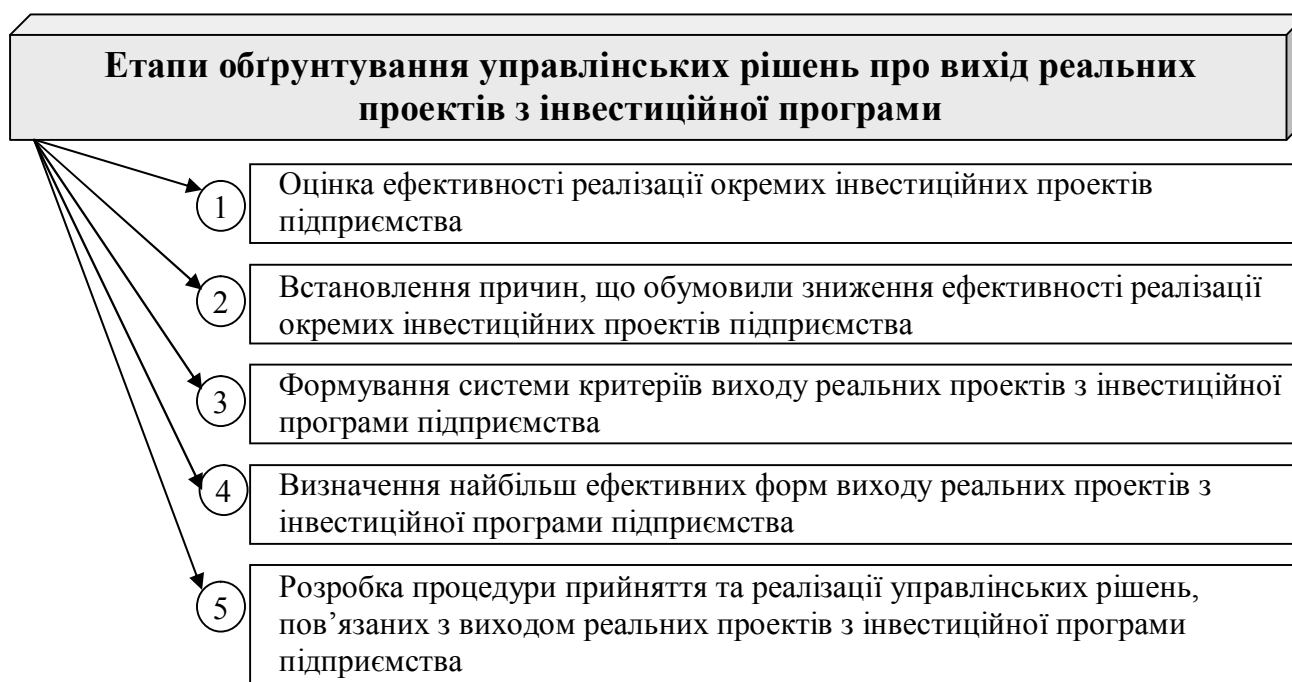 Етапи обґрунтування управлінських рішень про вихід реальних
проектів з інвестиційної програми
1
Оцінка ефективності реалізації окремих інвестиційних проектів
підприємства
2
Встановлення причин, що обумовили зниження ефективності реалізації
окремих інвестиційних проектів підприємства
3
Формування системи критеріїв виходу реальних проектів з інвестиційної
програми підприємства
4
Визначення найбільш ефективних форм виходу реальних проектів з
інвестиційної програми підприємства
5
Розробка процедури прийняття та реалізації управлінських рішень,
пов’язаних з виходом реальних проектів з інвестиційної програми
підприємства